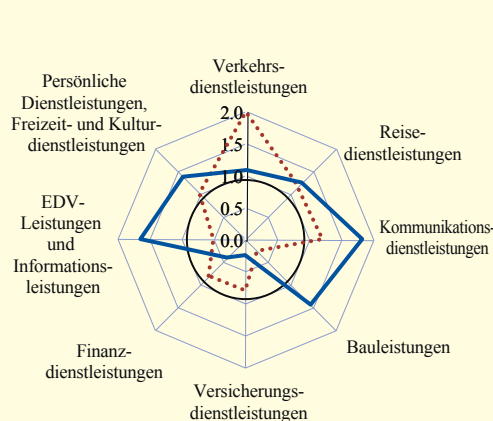 Verkehrs-
dienstleistungen
Reise-
dienstleistungen
Kommunikations-
dienstleistungen
Bauleistungen
Versicherungs-
dienstleistungen
Finanz-
dienstleistungen
EDV-
Leistungen
und
Informations-
leistungen
Persönliche
Dienstleistungen,
Freizeit- und Kultur-
dienstleistungen
2.0
1.5
1.0
0.5
0.0